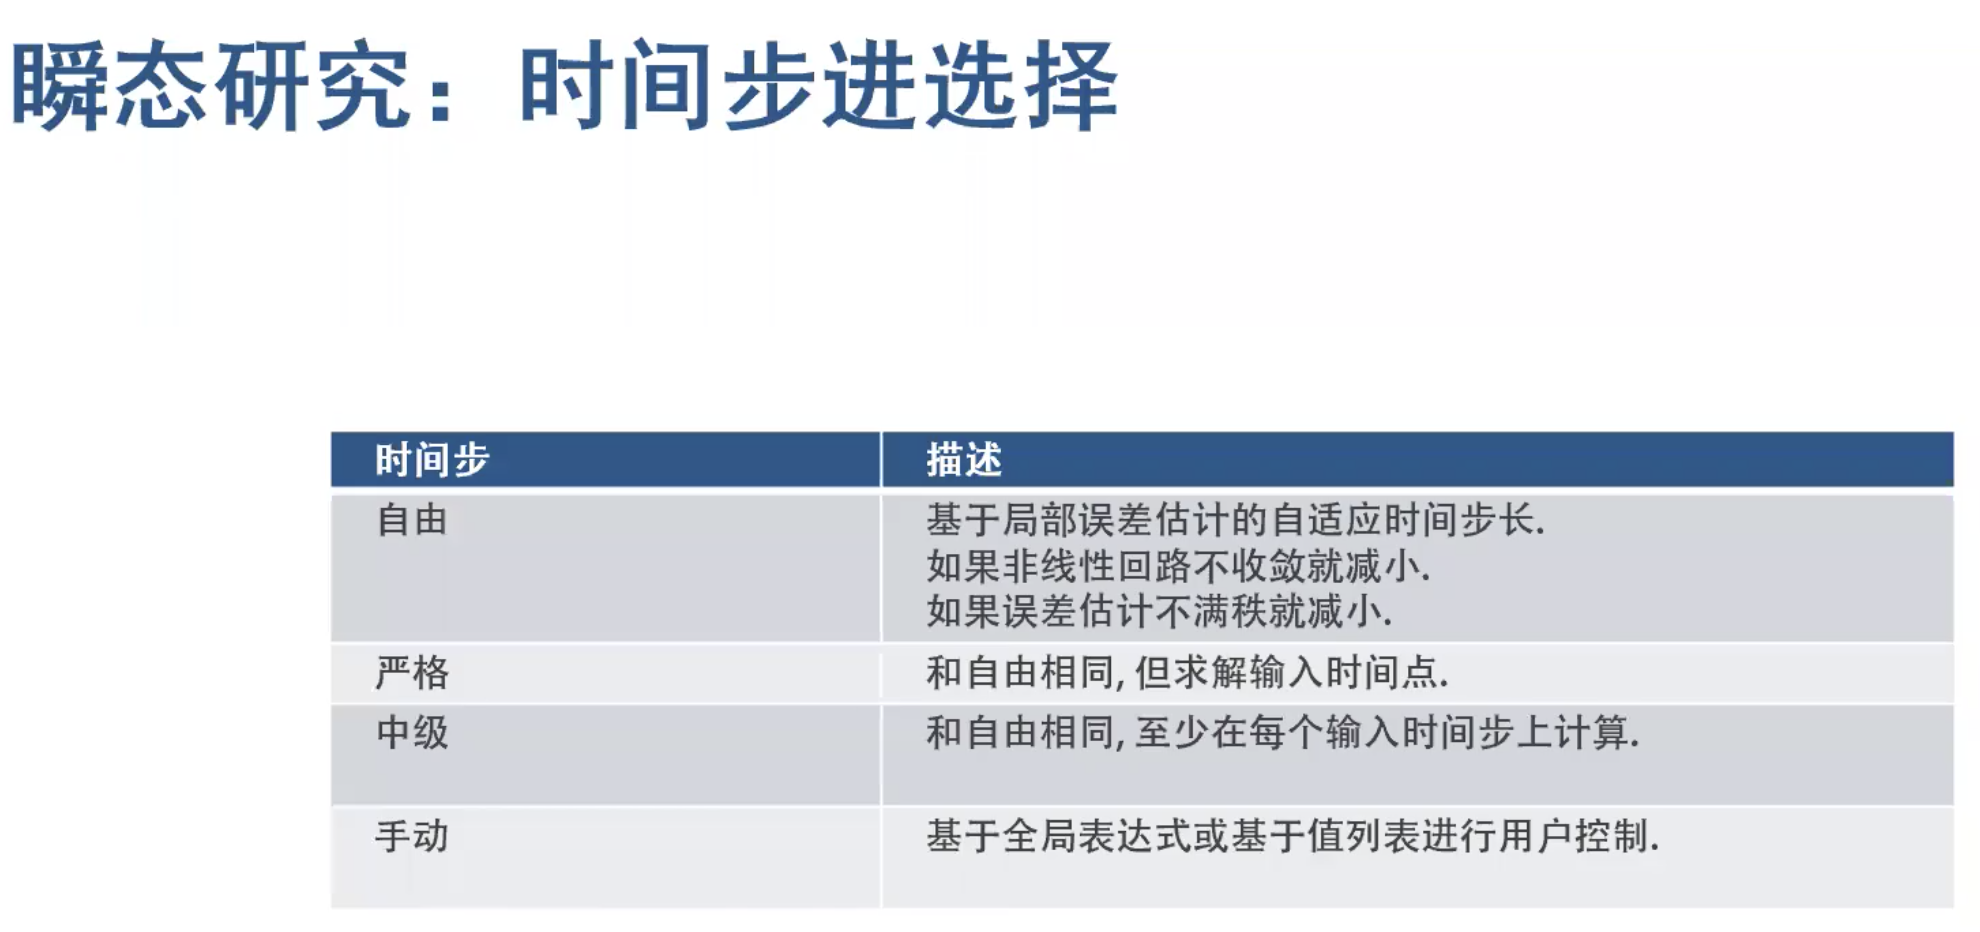 瞬态研究：时间步进选择
时间步
描述
自由
基于局部误差估计的自适应时间步长.
如果非线性回路不收敛就减小.
如果误差估计不满秩就减小.
严格
和自由相同, 但求解输入时间点.
中级
和自由相同, 至少在每个输入时间步上计算.
手动
基于全局表达式或基于值列表进行用户控制.